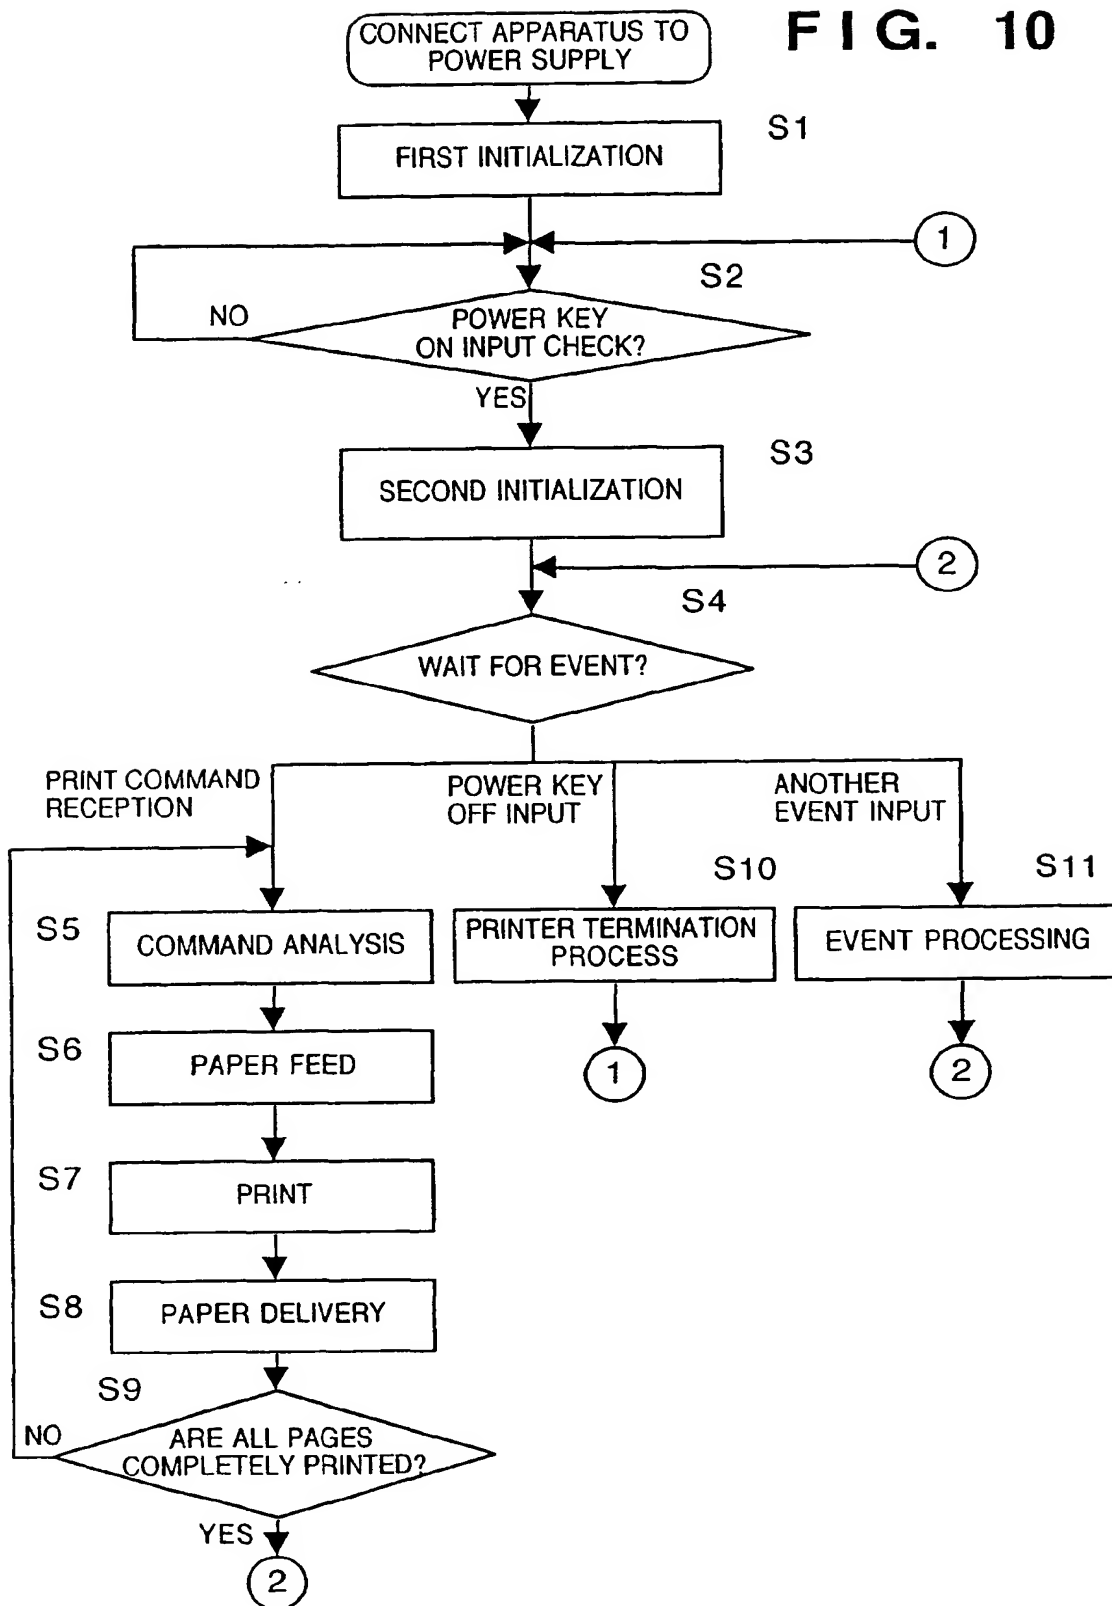 FIG. 10
CONNECT APPARATUS TO
POWER SUPPLY
S1
FIRST INITIALIZATION
1
S2
NO
POWER KEY
ON INPUT CHECK?
YES
S3
SECOND INITIALIZATION
2
S4
WAIT FOR EVENT?
PRINT COMMAND
RECEPTION
POWER KEY
OFF INPUT
ANOTHER
EVENT INPUT
S5
COMMAND ANALYSIS
S10
PRINTER TERMINATION
PROCESS
S11
EVENT PROCESSING
1
2
S6
PAPER FEED
S7
PRINT
S8
PAPER DELIVERY
S9
NO
ARE ALL PAGES
COMPLETELY PRINTED?
YES
2